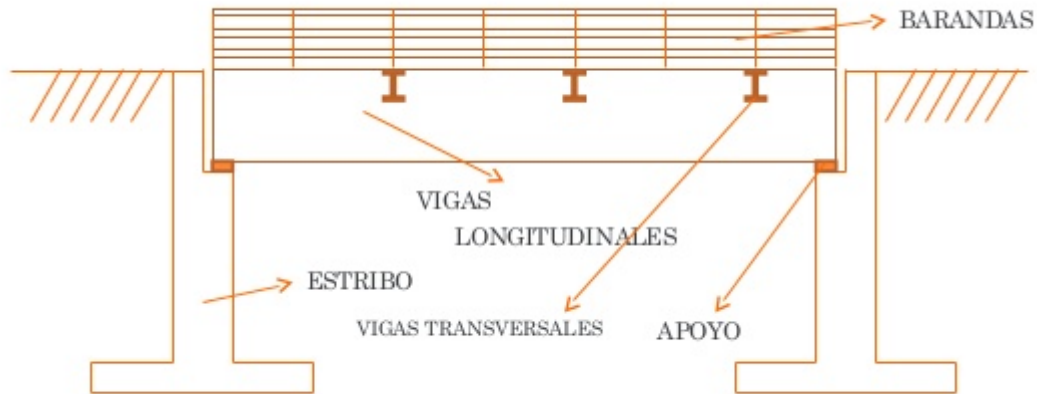 BARANDAS
VIGAS
LONGITUDINALES
ESTRIBO
VIGAS TRANSVERSALES
APOYO